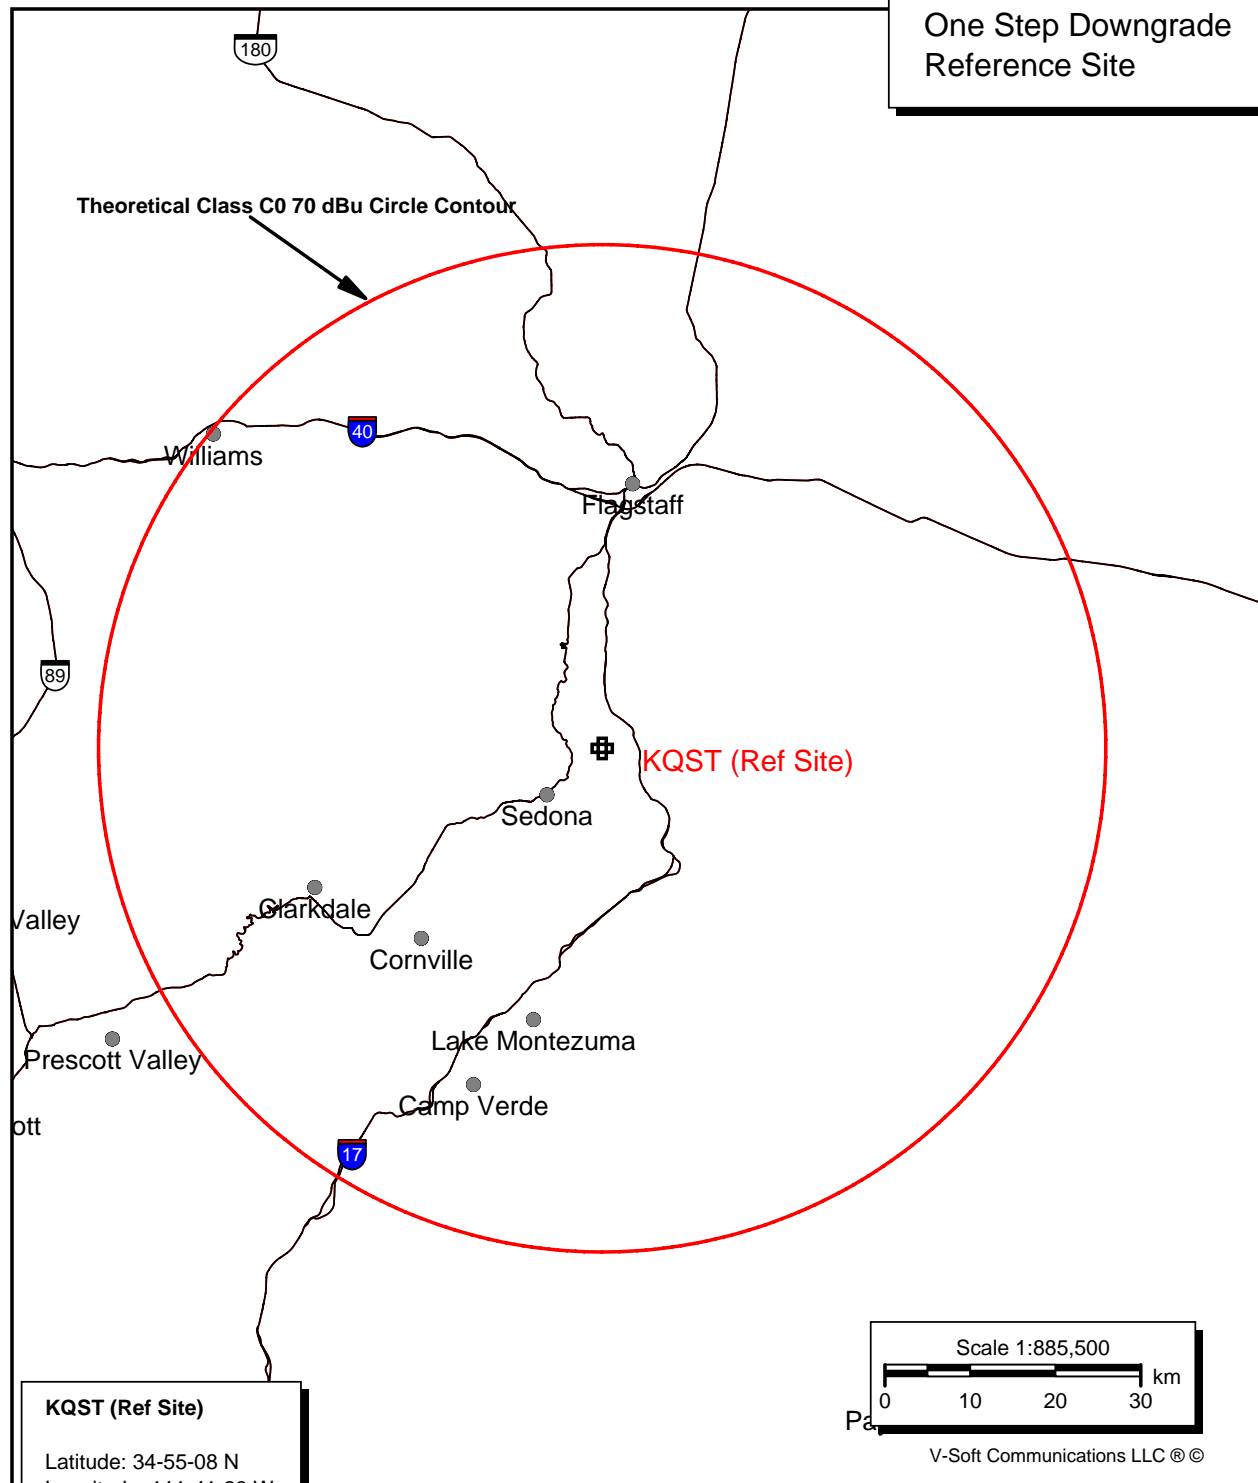 One Step Downgrade
Reference Site
180
Theoretical Class C0 70 dBu Circle Contour
40
Williams
Flagstaff
89
KQST (Ref Site)
Sedona
Clarkdale
Valley
Cornville
Lake Montezuma
Prescott Valley
Camp Verde
ott
17
Scale 1:885,500
km
0 10 20 30
Pa
V-Soft Communications LLC ® ©
KQST (Ref Site)
Latitude: 34-55-08 N